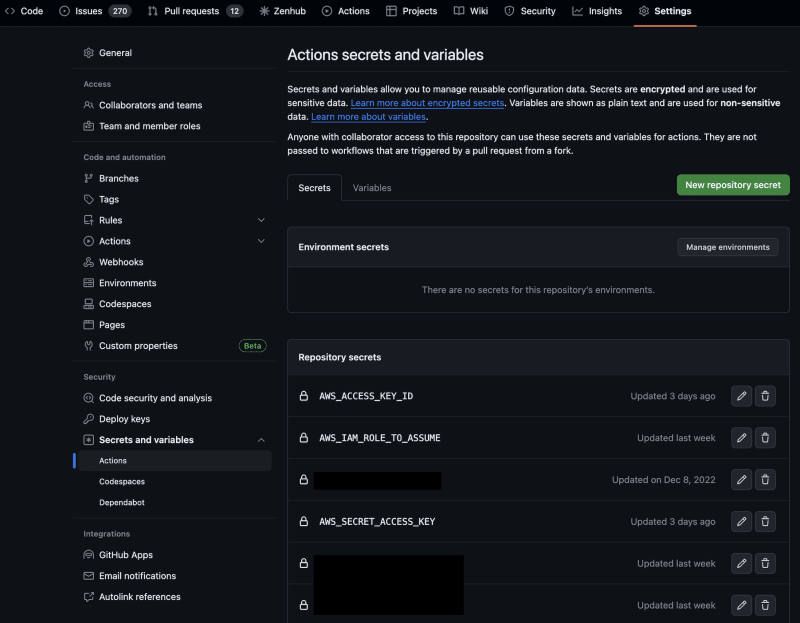 Code Issues 270 Pull requests 12 Zenhub Actions Projects Wiki Security Insights Settings
General
Access
Collaborators and teams
Team and member roles
Code and automation
Branches
Tags
Rules
Actions
Webhooks
Environments
Codespaces
Pages
Custom properties Beta
Security
Code security and analysis
Deploy keys
Secrets and variables
Actions
Codespaces
Dependabot
Integrations
GitHub Apps
Email notifications
Autolink references
Actions secrets and variables
Secrets and variables allow you to manage reusable configuration data. Secrets are encrypted and are used for
sensitive data. Learn more about encrypted secrets. Variables are shown as plain text and are used for non-sensitive
data. Learn more about variables.
Anyone with collaborator access to this repository can use these secrets and variables for actions. They are not
passed to workflows that are triggered by a pull request from a fork.
Secrets Variables New repository secret
Environment secrets Manage environments
There are no secrets for this repository's environments.
Repository secrets
AWS_ACCESS_KEY_ID Updated 3 days ago
AWS_IAM_ROLE_TO_ASSUME Updated last week
Updated on Dec 8, 2022
AWS_SECRET_ACCESS_KEY Updated 3 days ago
Updated last week
Updated last week